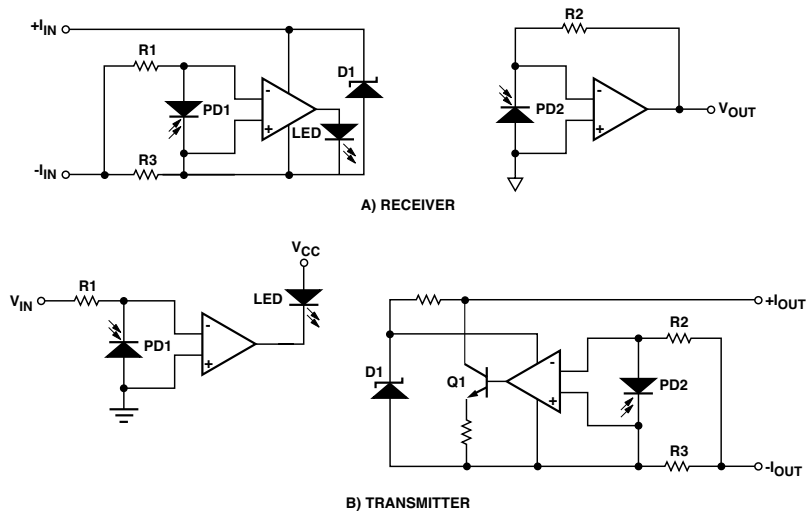 +IIN
R1
PD1
-
+
LED
D1
-IIN
R3
R2
PD2
-
+
VOUT
A) RECEIVER
VIN
R1
PD1
-
+
VCC
LED
D1
Q1
-
+
R2
PD2
R3
+IOUT
-IOUT
B) TRANSMITTER